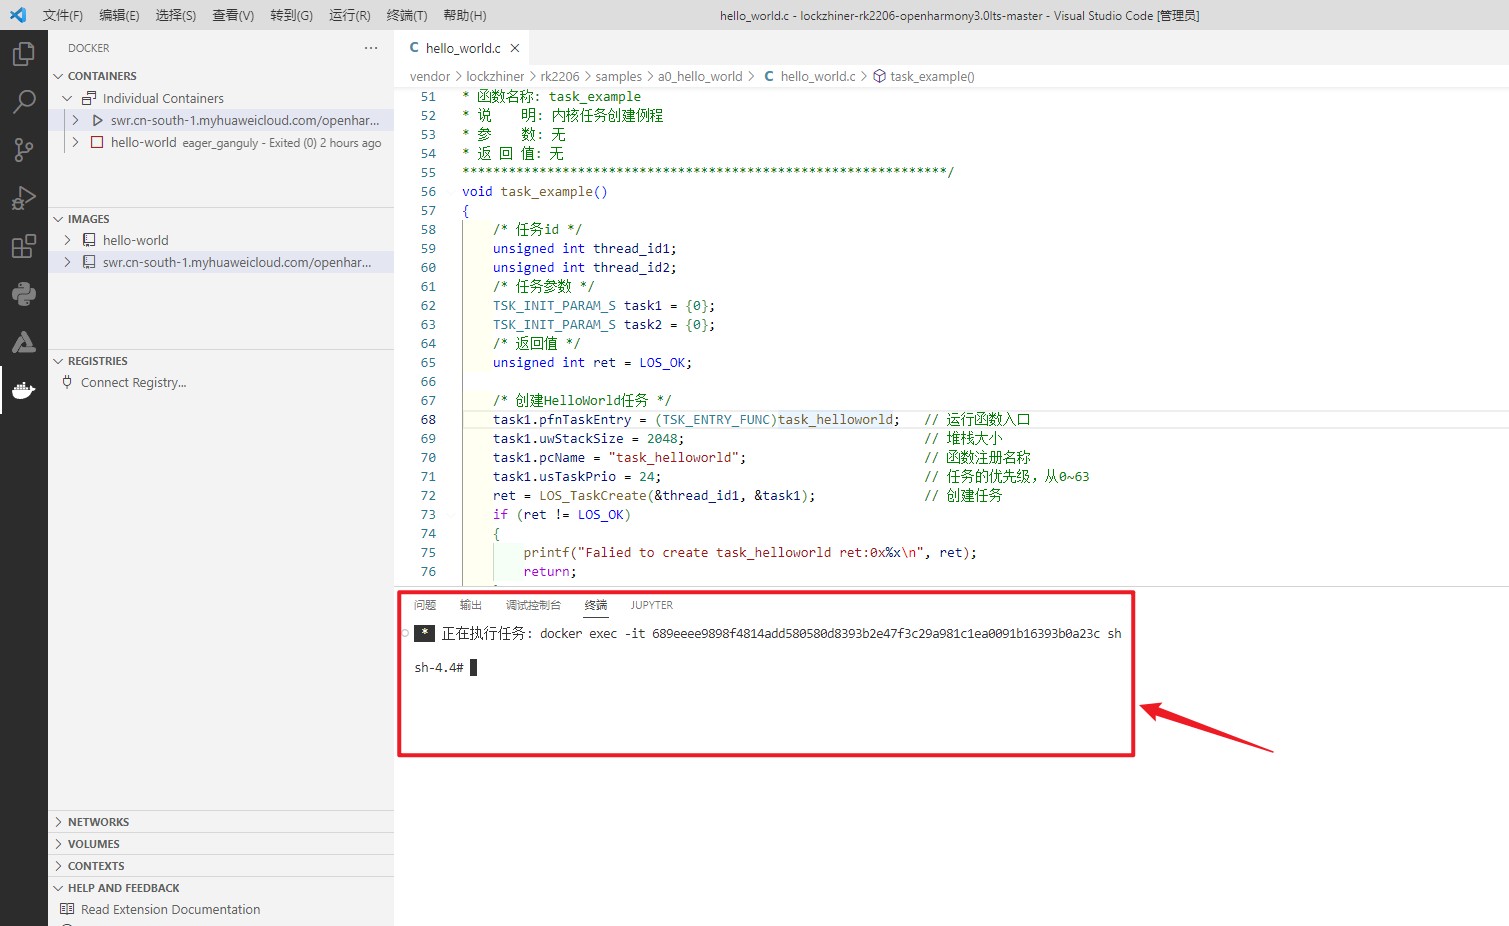 文件(F) 编辑(E) 选择(S) 查看(V) 转到(G) 运行(R) 终端(T) 帮助(H) hello_world.c - lockzhiner-rk2206-openharmony3.0lts-master - Visual Studio Code [管理员]
DOCKER
CONTAINERS
Individual Containers
swr.cn-south-1.myhuaweicloud.com/openhar...
hello-world eager_ganguly - Exited (0) 2 hours ago
IMAGES
hello-world
swr.cn-south-1.myhuaweicloud.com/openhar...
REGISTRIES
Connect Registry...
NETWORKS
VOLUMES
CONTEXTS
HELP AND FEEDBACK
Read Extension Documentation
C hello_world.c
vendor > lockzhiner > rk2206 > samples > a0_hello_world > C hello_world.c > task_example()
51 * 函数名称: task_example
52 * 说    明: 内核任务创建例程
53 * 参    数: 无
54 * 返 回 值: 无
55 ***************************************************************/
56 void task_example()
57 {
58 /* 任务id */
59 unsigned int thread_id1;
60 unsigned int thread_id2;
61 /* 任务参数 */
62 TSK_INIT_PARAM_S task1 = {0};
63 TSK_INIT_PARAM_S task2 = {0};
64 /* 返回值 */
65 unsigned int ret = LOS_OK;
66
67 /* 创建HelloWorld任务 */
68 task1.pfnTaskEntry = (TSK_ENTRY_FUNC)task_helloworld; // 运行函数入口
69 task1.uwStackSize = 2048; // 堆栈大小
70 task1.pcName = "task_helloworld"; // 函数注册名称
71 task1.usTaskPrio = 24; // 任务的优先级，从0~63
72 ret = LOS_TaskCreate(&thread_id1, &task1); // 创建任务
73 if (ret != LOS_OK)
74 {
75 printf("Falied to create task_helloworld ret:0x%x\n", ret);
76 return;
问题 输出 调试控制台 终端 JUPYTER
* 正在执行任务: docker exec -it 689eeee9898f4814add580580d8393b2e47f3c29a981c1ea0091b16393b0a23c sh
sh-4.4#